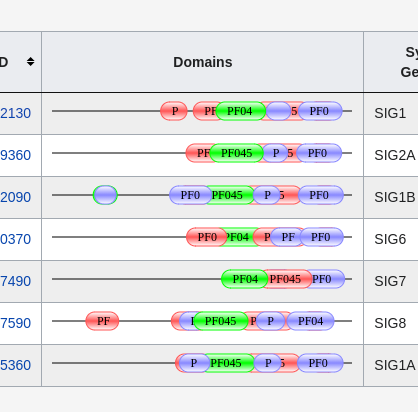 D Domains Sy
Ge
2130 P PF PF04 5 PF0 SIG1
9360 PF PF045 P 5 PF0 SIG2A
2090 PF0 PF045 P 5 PF0 SIG1B
0370 PF0 PF04 P PF PF0 SIG6
7490 PF04 PF045 PF0 SIG7
7590 PF PF045 P P PF04 SIG8
5360 P PF045 P 5 PF0 SIG1A